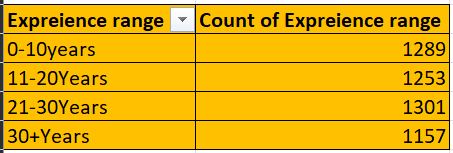 Expreience range Count of Expreience range
0-10years 1289
11-20Years 1253
21-30Years 1301
30+Years 1157